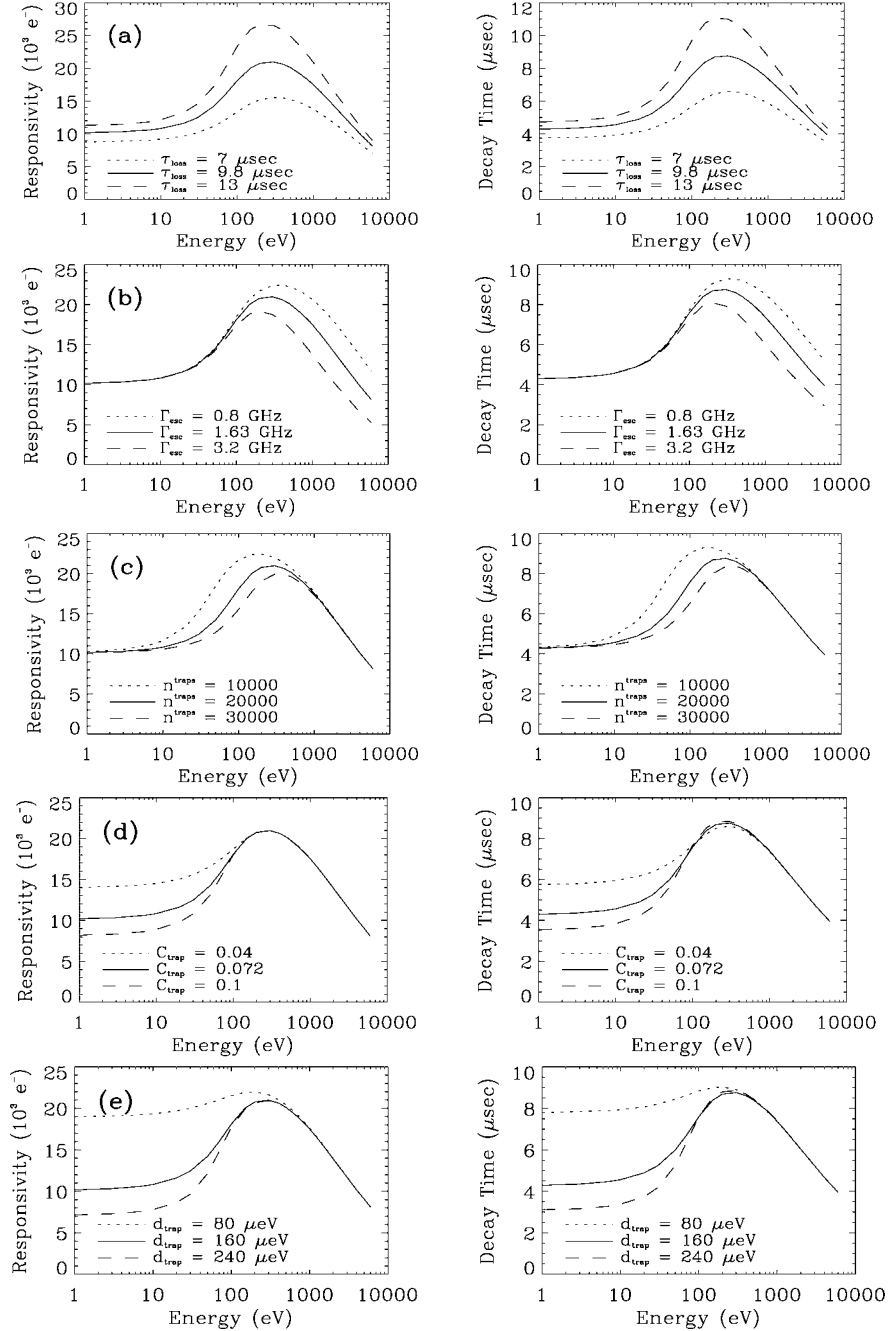 (a)
Responsivity (10³ e⁻)
30
25
20
15
10
5
0
τloss = 7 μsec
τloss = 9.8 μsec
τloss = 13 μsec
1 10 100 1000 10000
Energy (eV)
Decay Time (μsec)
12
10
8
6
4
2
0
τloss = 7 μsec
τloss = 9.8 μsec
τloss = 13 μsec
1 10 100 1000 10000
Energy (eV)
(b)
Responsivity (10³ e⁻)
25
20
15
10
5
0
Γesc = 0.8 GHz
Γesc = 1.63 GHz
Γesc = 3.2 GHz
1 10 100 1000 10000
Energy (eV)
Decay Time (μsec)
10
8
6
4
2
0
Γesc = 0.8 GHz
Γesc = 1.63 GHz
Γesc = 3.2 GHz
1 10 100 1000 10000
Energy (eV)
(c)
Responsivity (10³ e⁻)
25
20
15
10
5
0
n^traps = 10000
n^traps = 20000
n^traps = 30000
1 10 100 1000 10000
Energy (eV)
Decay Time (μsec)
10
8
6
4
2
0
n^traps = 10000
n^traps = 20000
n^traps = 30000
1 10 100 1000 10000
Energy (eV)
(d)
Responsivity (10³ e⁻)
25
20
15
10
5
0
Ctrap = 0.04
Ctrap = 0.072
Ctrap = 0.1
1 10 100 1000 10000
Energy (eV)
Decay Time (μsec)
10
8
6
4
2
0
Ctrap = 0.04
Ctrap = 0.072
Ctrap = 0.1
1 10 100 1000 10000
Energy (eV)
(e)
Responsivity (10³ e⁻)
25
20
15
10
5
0
dtrap = 80 μeV
dtrap = 160 μeV
dtrap = 240 μeV
1 10 100 1000 10000
Energy (eV)
Decay Time (μsec)
10
8
6
4
2
0
dtrap = 80 μeV
dtrap = 160 μeV
dtrap = 240 μeV
1 10 100 1000 10000
Energy (eV)